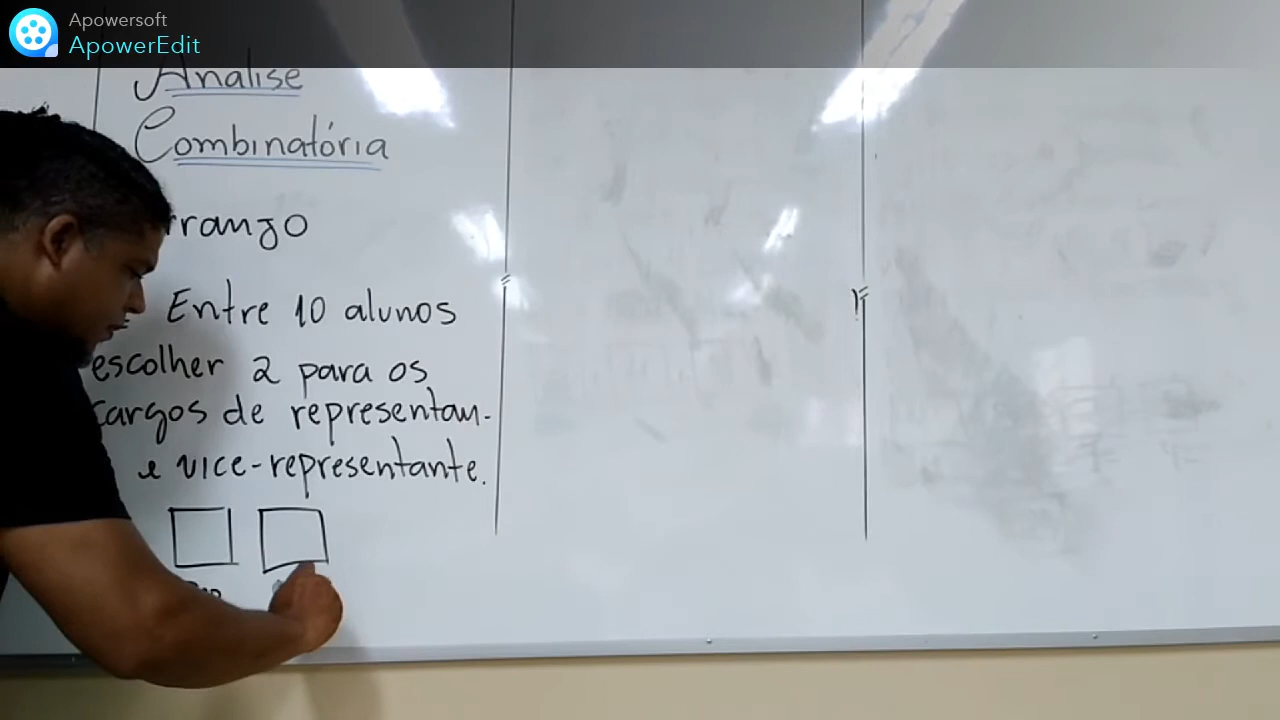 Apowersoft
ApowerEdit
Análise
Combinatória
rranjo
Entre 10 alunos
escolher 2 para os
cargos de representan-
e vice-representante.